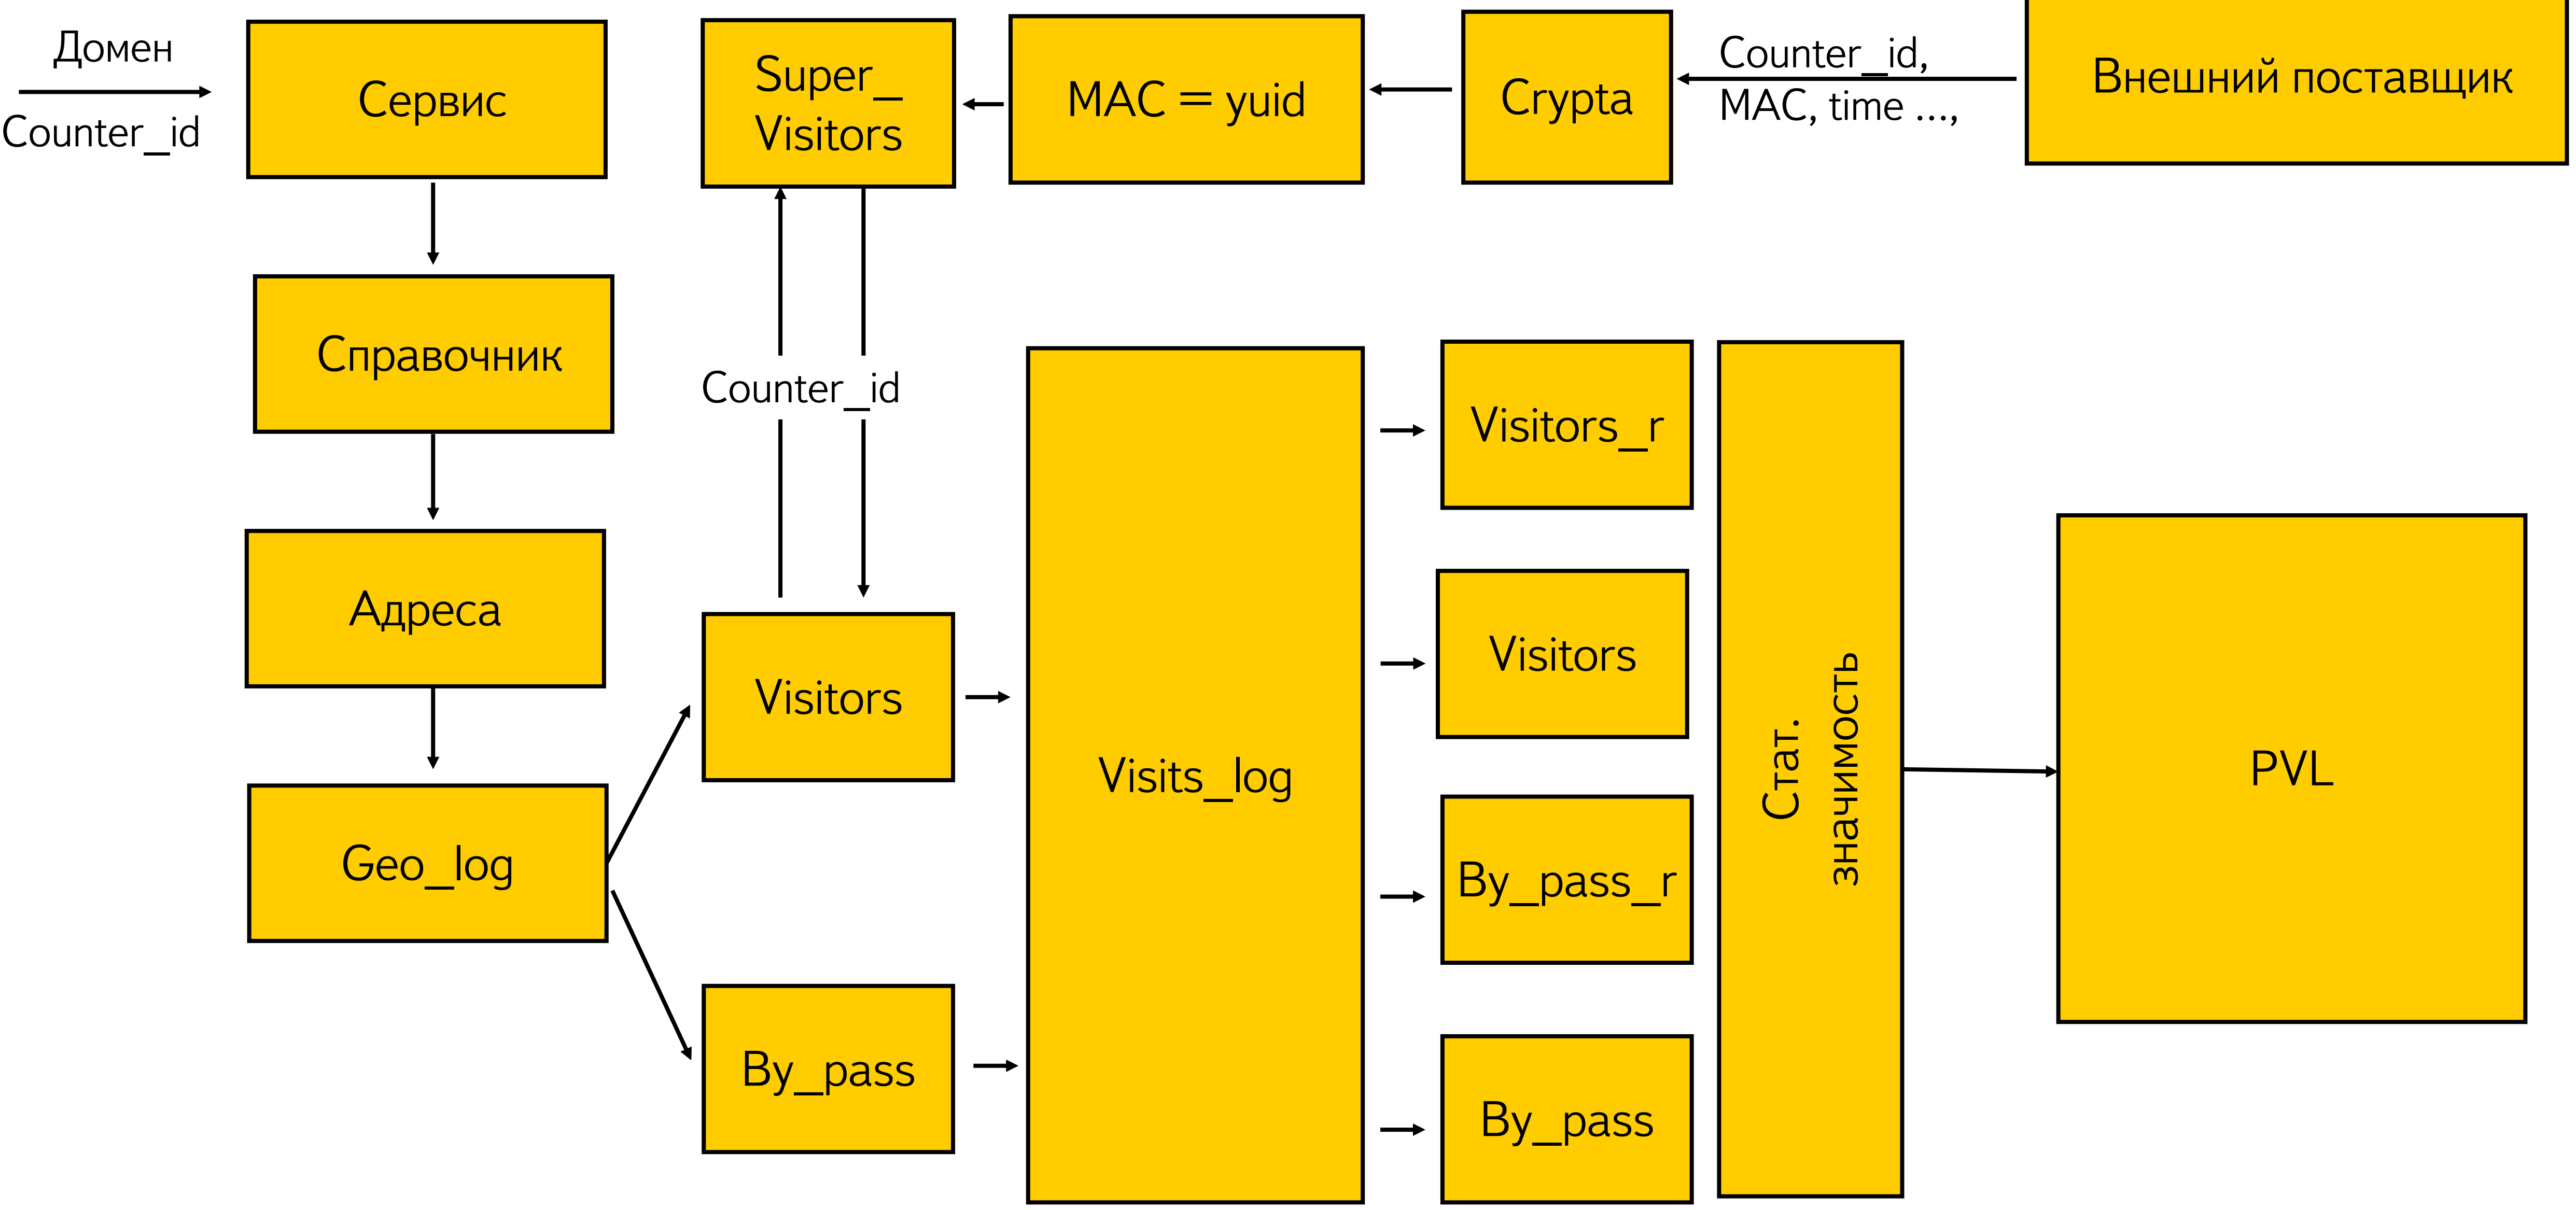 Домен
Counter_id
Сервис
Super_
Visitors
MAC = yuid
Crypta
Counter_id,
MAC, time ...,
Внешний поставщик
Справочник
Counter_id
Адреса
Geo_log
Visitors
By_pass
Visits_log
Visitors_r
Visitors
By_pass_r
By_pass
Стат.
значимость
PVL